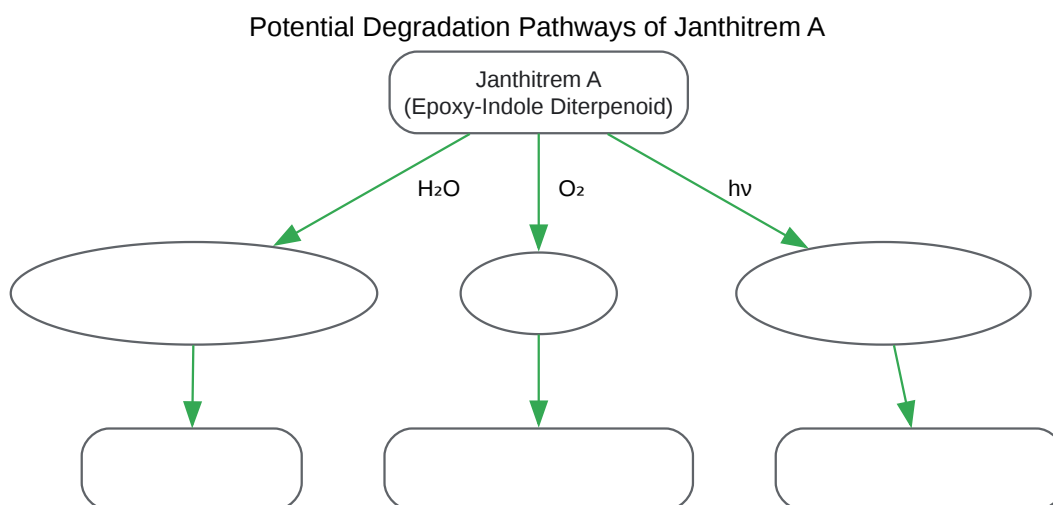 Potential Degradation Pathways of Janthitrem A
Janthitrem A
(Epoxy-Indole Diterpenoid)
H₂O
O₂
hν